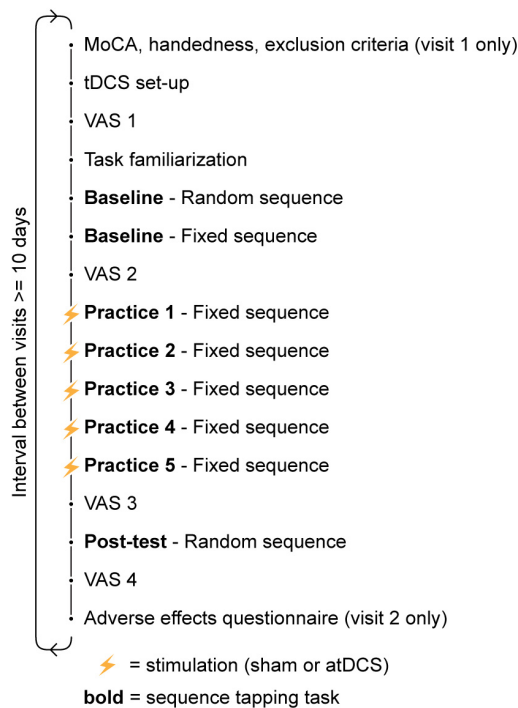 MoCA, handedness, exclusion criteria (visit 1 only)
tDCS set-up
VAS 1
Task familiarization
Baseline - Random sequence
Baseline - Fixed sequence
VAS 2
Practice 1 - Fixed sequence
Practice 2 - Fixed sequence
Practice 3 - Fixed sequence
Practice 4 - Fixed sequence
Practice 5 - Fixed sequence
VAS 3
Post-test - Random sequence
VAS 4
Adverse effects questionnaire (visit 2 only)
Interval between visits >= 10 days
= stimulation (sham or atDCS)
bold = sequence tapping task